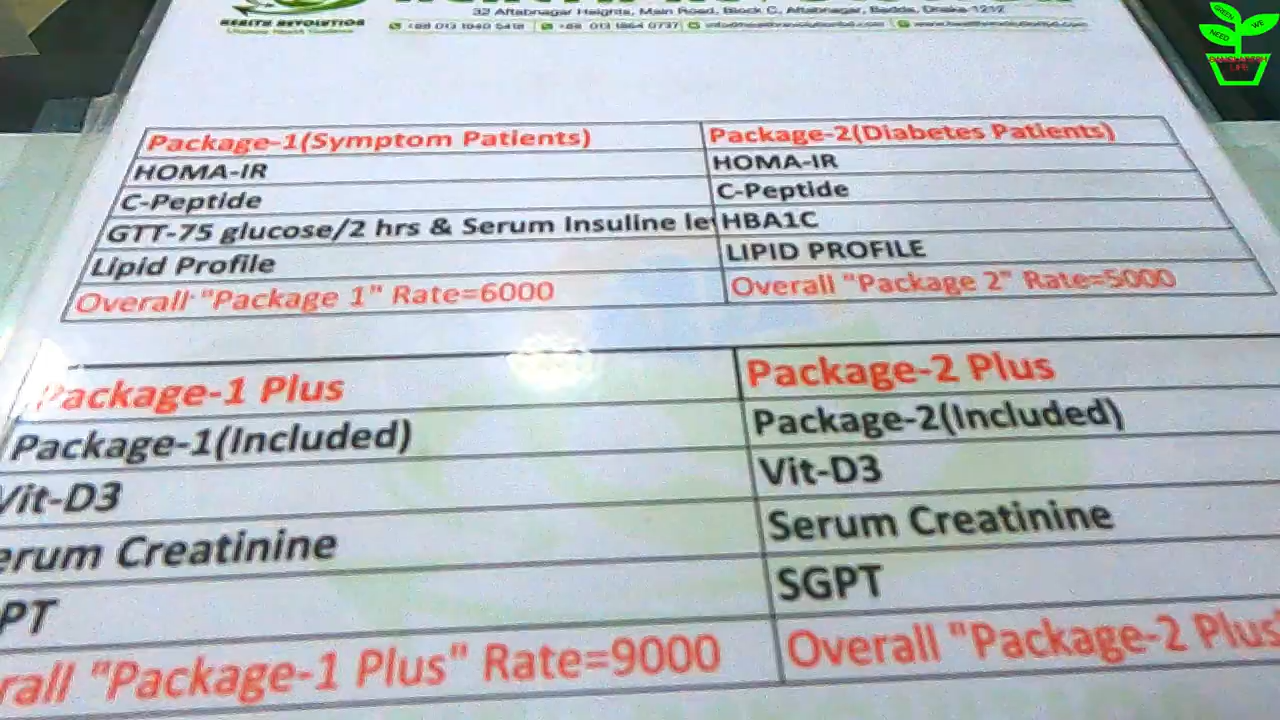 HEALTH REVOLUTION
32 Aftabnagar Heights, Main Road, Block C, Aftabnagar, Badda, Dhaka-1212
GREEN
WE
NEED
LIFE
Package-1(Symptom Patients)
Package-2(Diabetes Patients)
HOMA-IR
HOMA-IR
C-Peptide
C-Peptide
GTT-75 glucose/2 hrs & Serum Insuline le
HBA1C
Lipid Profile
LIPID PROFILE
Overall "Package 1" Rate=6000
Overall "Package 2" Rate=5000
Package-1 Plus
Package-2 Plus
Package-1(Included)
Package-2(Included)
Vit-D3
Vit-D3
erum Creatinine
Serum Creatinine
PT
SGPT
rall "Package-1 Plus" Rate=9000
Overall "Package-2 Plus"